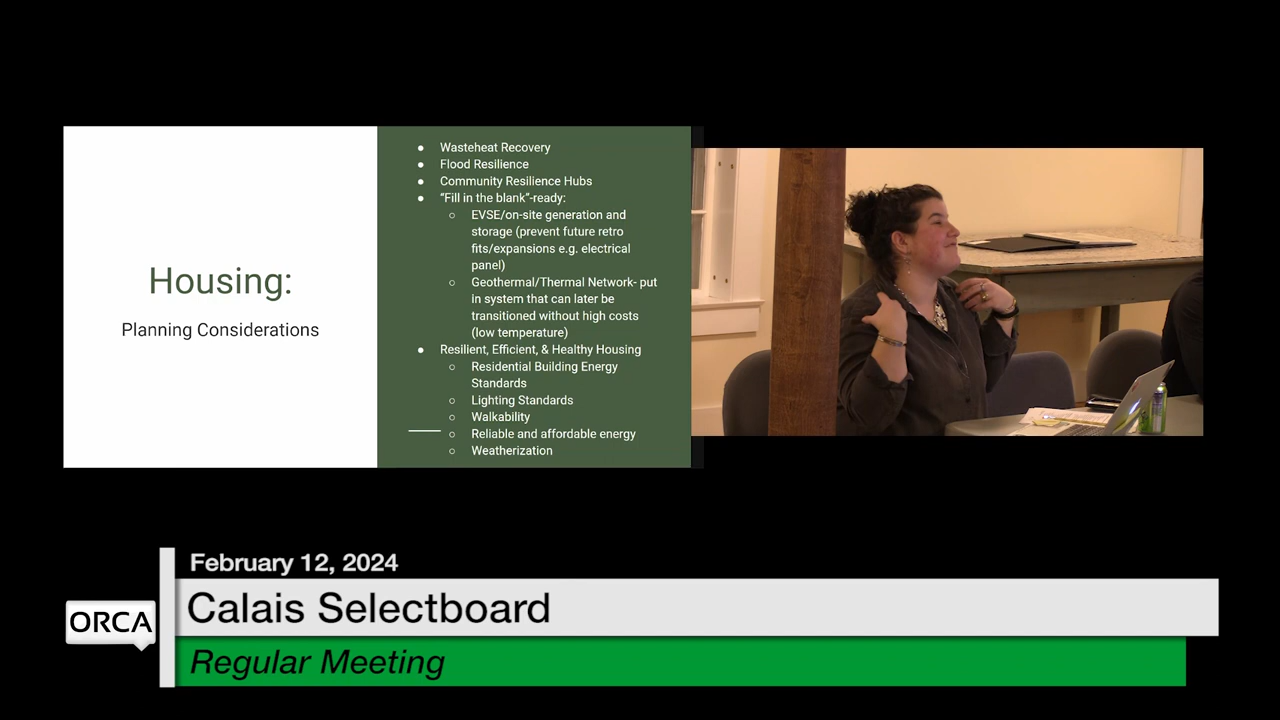 Housing:
Planning Considerations
● Wasteheat Recovery
● Flood Resilience
● Community Resilience Hubs
● “Fill in the blank”-ready:
○ EVSE/on-site generation and
storage (prevent future retro
fits/expansions e.g. electrical
panel)
○ Geothermal/Thermal Network- put
in system that can later be
transitioned without high costs
(low temperature)
● Resilient, Efficient, & Healthy Housing
○ Residential Building Energy
Standards
○ Lighting Standards
○ Walkability
○ Reliable and affordable energy
○ Weatherization
February 12, 2024
ORCA
Calais Selectboard
Regular Meeting